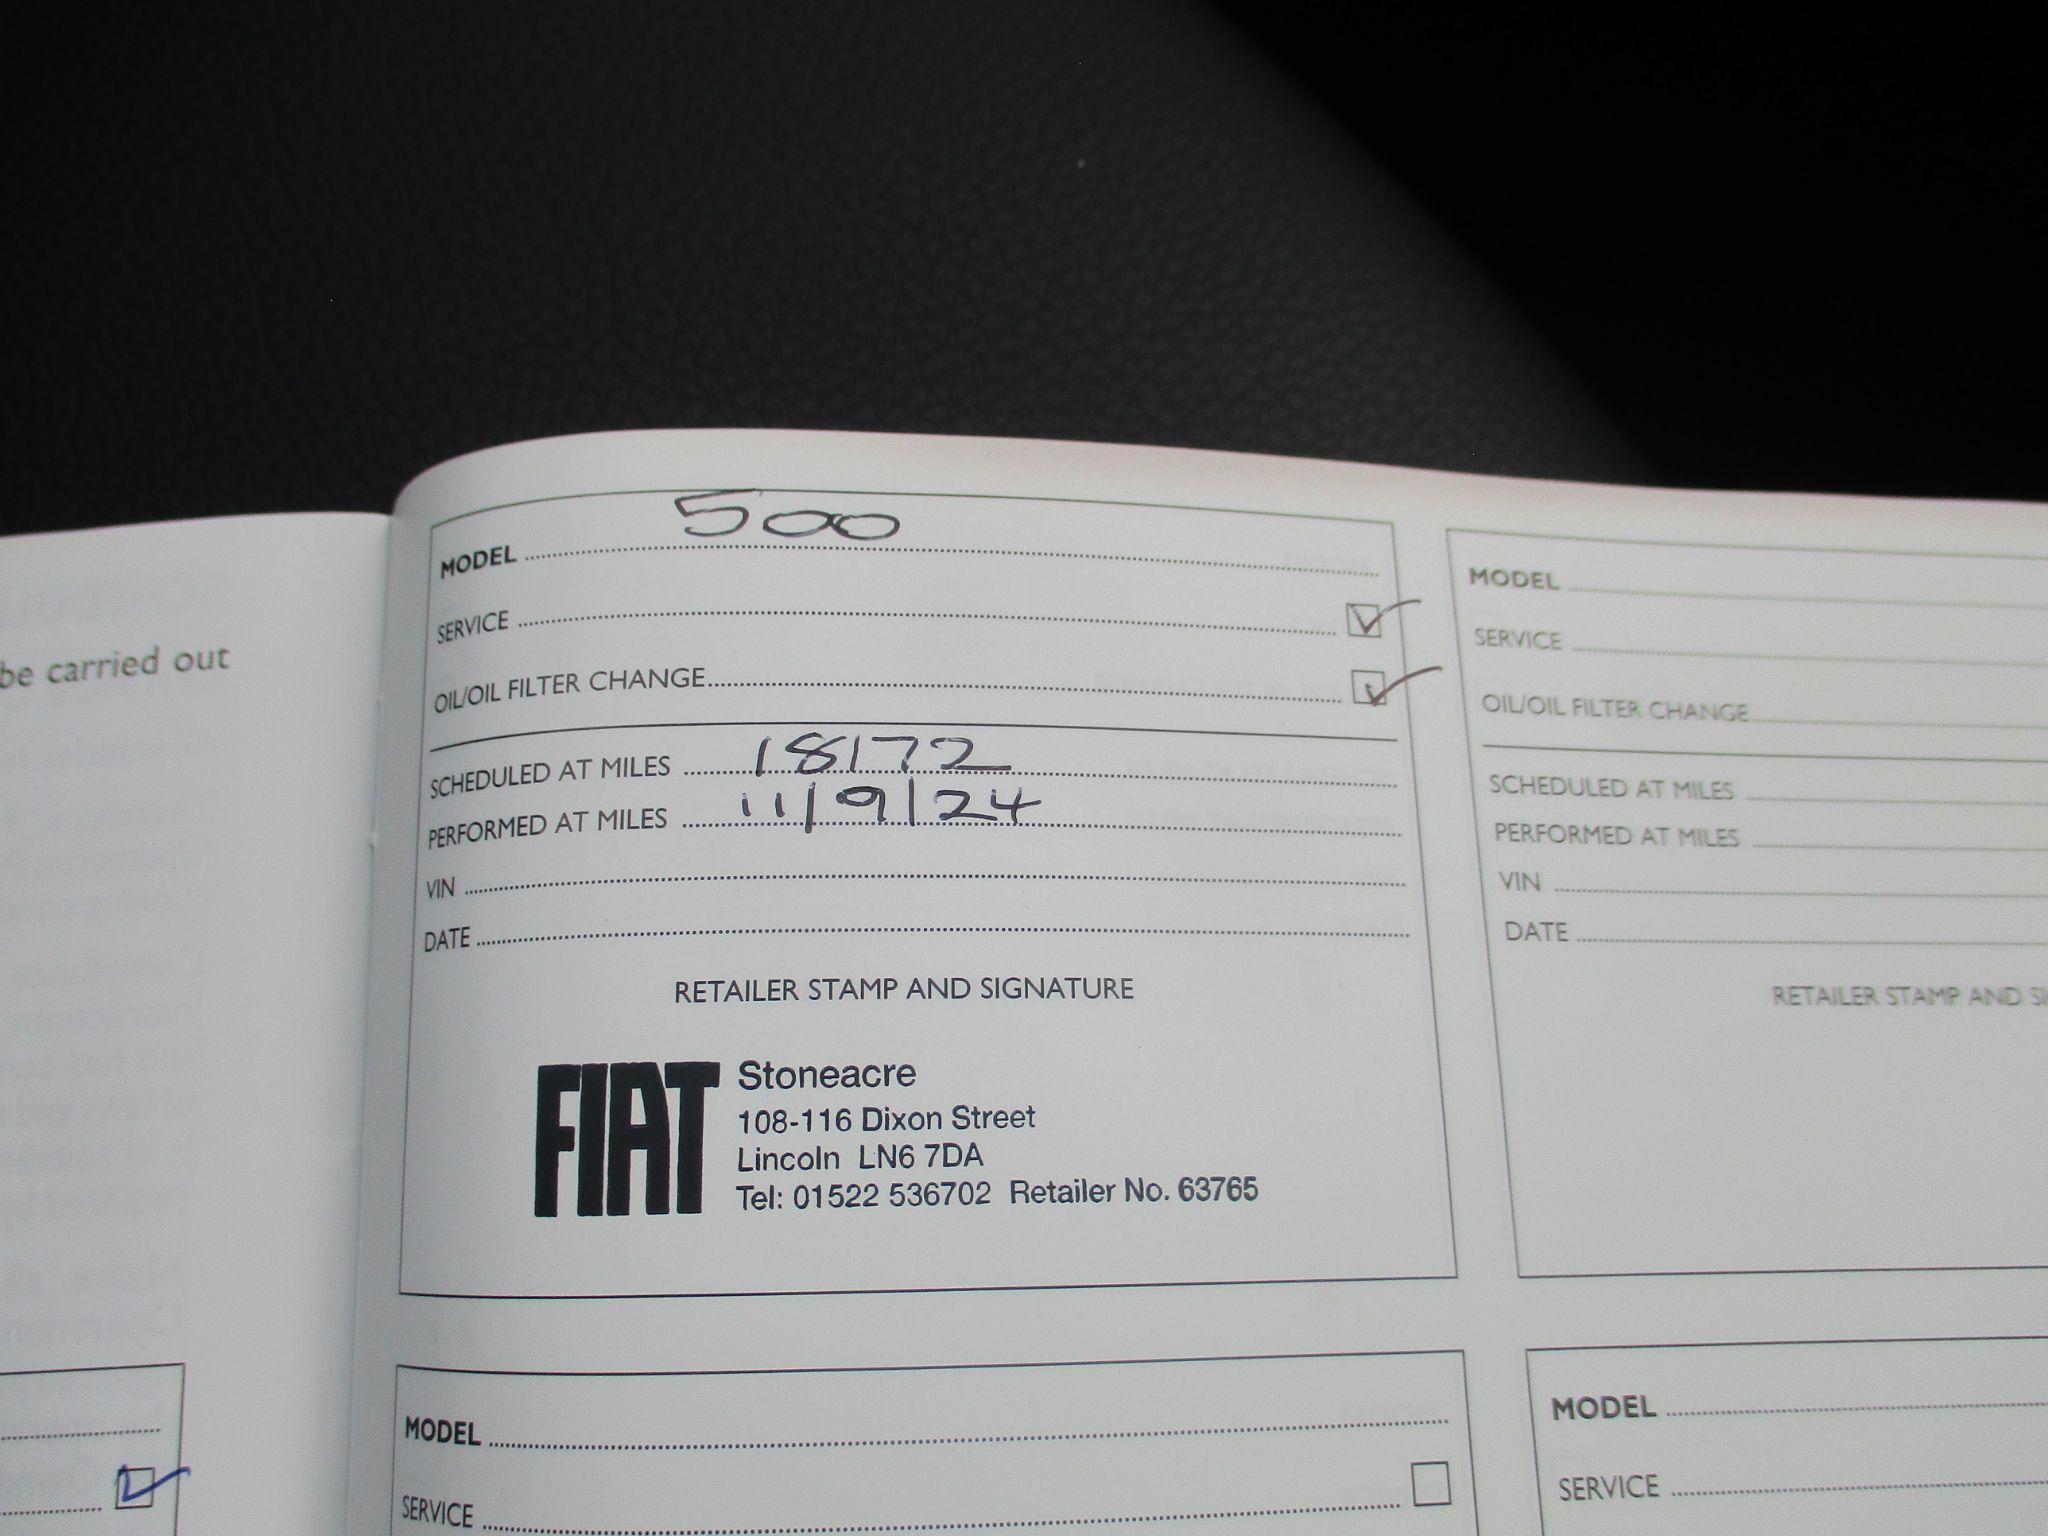 be carried out
MODEL 500
SERVICE
OIL/OIL FILTER CHANGE
SCHEDULED AT MILES 18172
PERFORMED AT MILES 11/9/24
VIN
DATE
RETAILER STAMP AND SIGNATURE
FIAT
Stoneacre
108-116 Dixon Street
Lincoln LN6 7DA
Tel: 01522 536702 Retailer No. 63765
MODEL
SERVICE
OIL/OIL FILTER CHANGE
SCHEDULED AT MILES
PERFORMED AT MILES
VIN
DATE
RETAILER STAMP AND
MODEL
SERVICE
MODEL
SERVICE